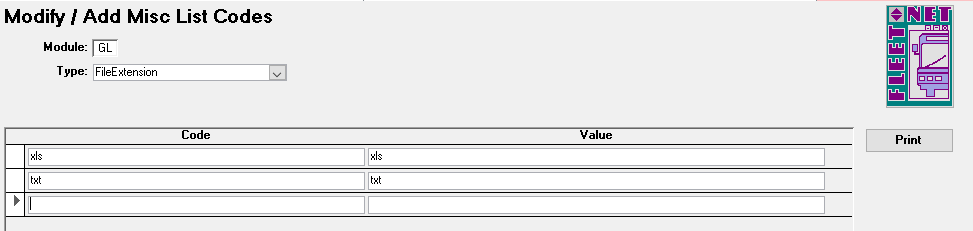 Modify / Add Misc List Codes
Module: GL
Type: FileExtension
FLEET NET
Code Value
Print
xls xls
txt txt